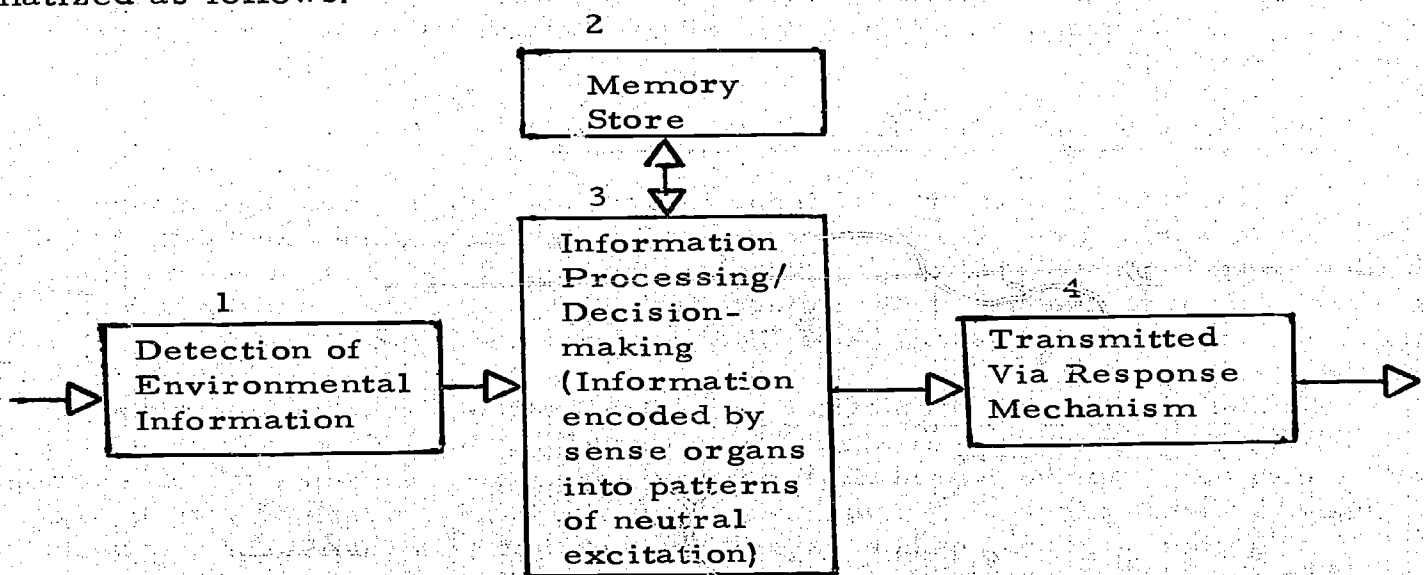 natized as follows:
2
Memory
Store
3
Information
Processing/
Decision-
making
(Information
encoded by
sense organs
into patterns
of neutral
excitation)
1
Detection of
Environmental
Information
4
Transmitted
Via Response
Mechanism